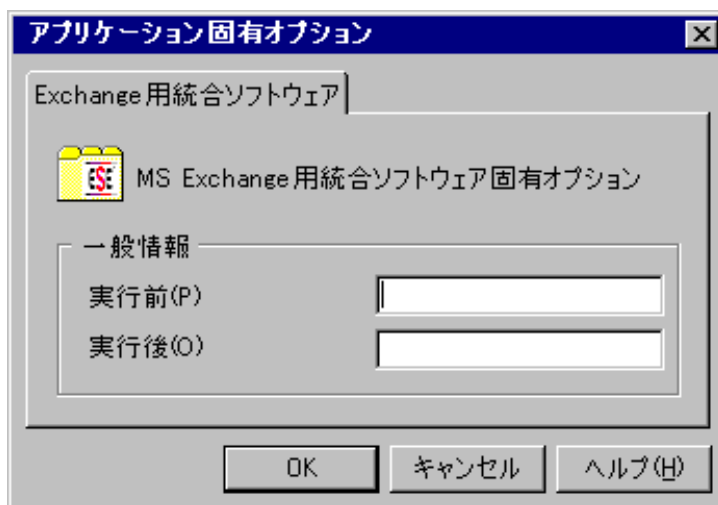 アプリケーション固有オプション
Exchange用統合ソフトウェア
ESE MS Exchange用統合ソフトウェア固有オプション
一般情報
実行前(P)
実行後(O)
OK キャンセル ヘルプ(H)